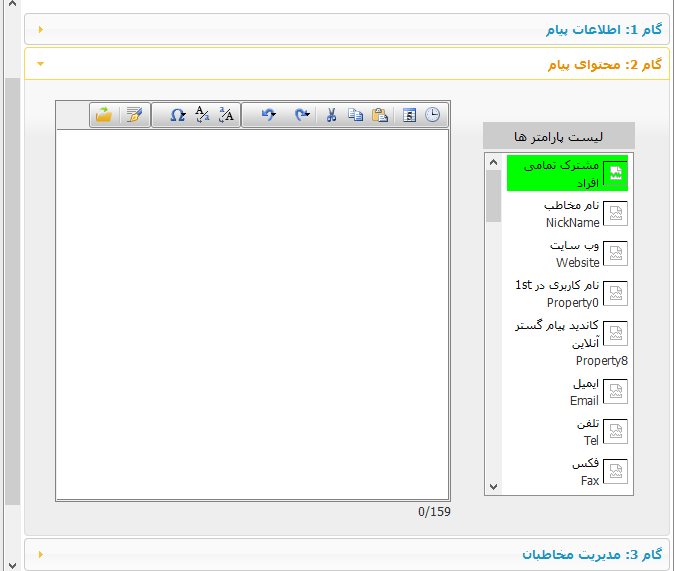 گام 1: اطلاعات پیام
گام 2: محتوای پیام
لیست پارامتر ها
مشترک تمامی
افراد
نام مخاطب
NickName
وب سایت
Website
نام کاربری در 1st
Property0
کاندید پیام گستر
آنلاین
Property8
ایمیل
Email
تلفن
Tel
فکس
Fax
0/159
گام 3: مدیریت مخاطبان